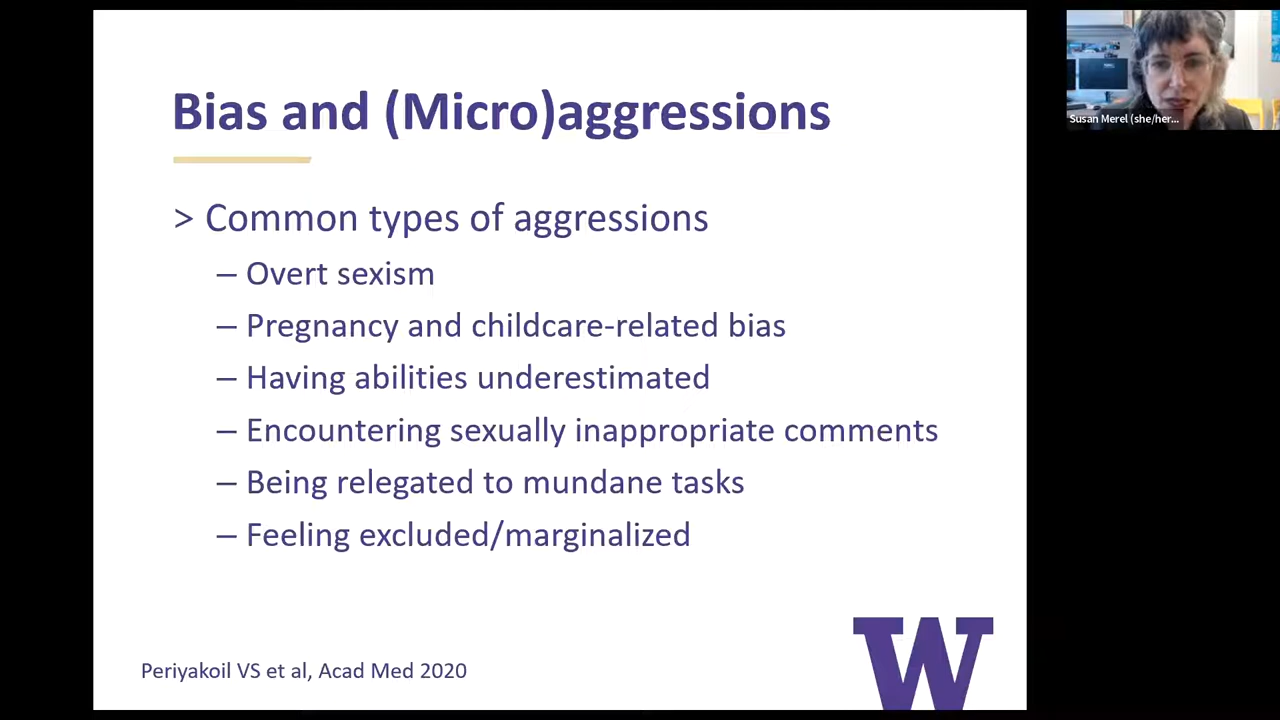 Bias and (Micro)aggressions
> Common types of aggressions
– Overt sexism
– Pregnancy and childcare-related bias
– Having abilities underestimated
– Encountering sexually inappropriate comments
– Being relegated to mundane tasks
– Feeling excluded/marginalized
Periyakoil VS et al, Acad Med 2020
W
Susan Merel (she/her...